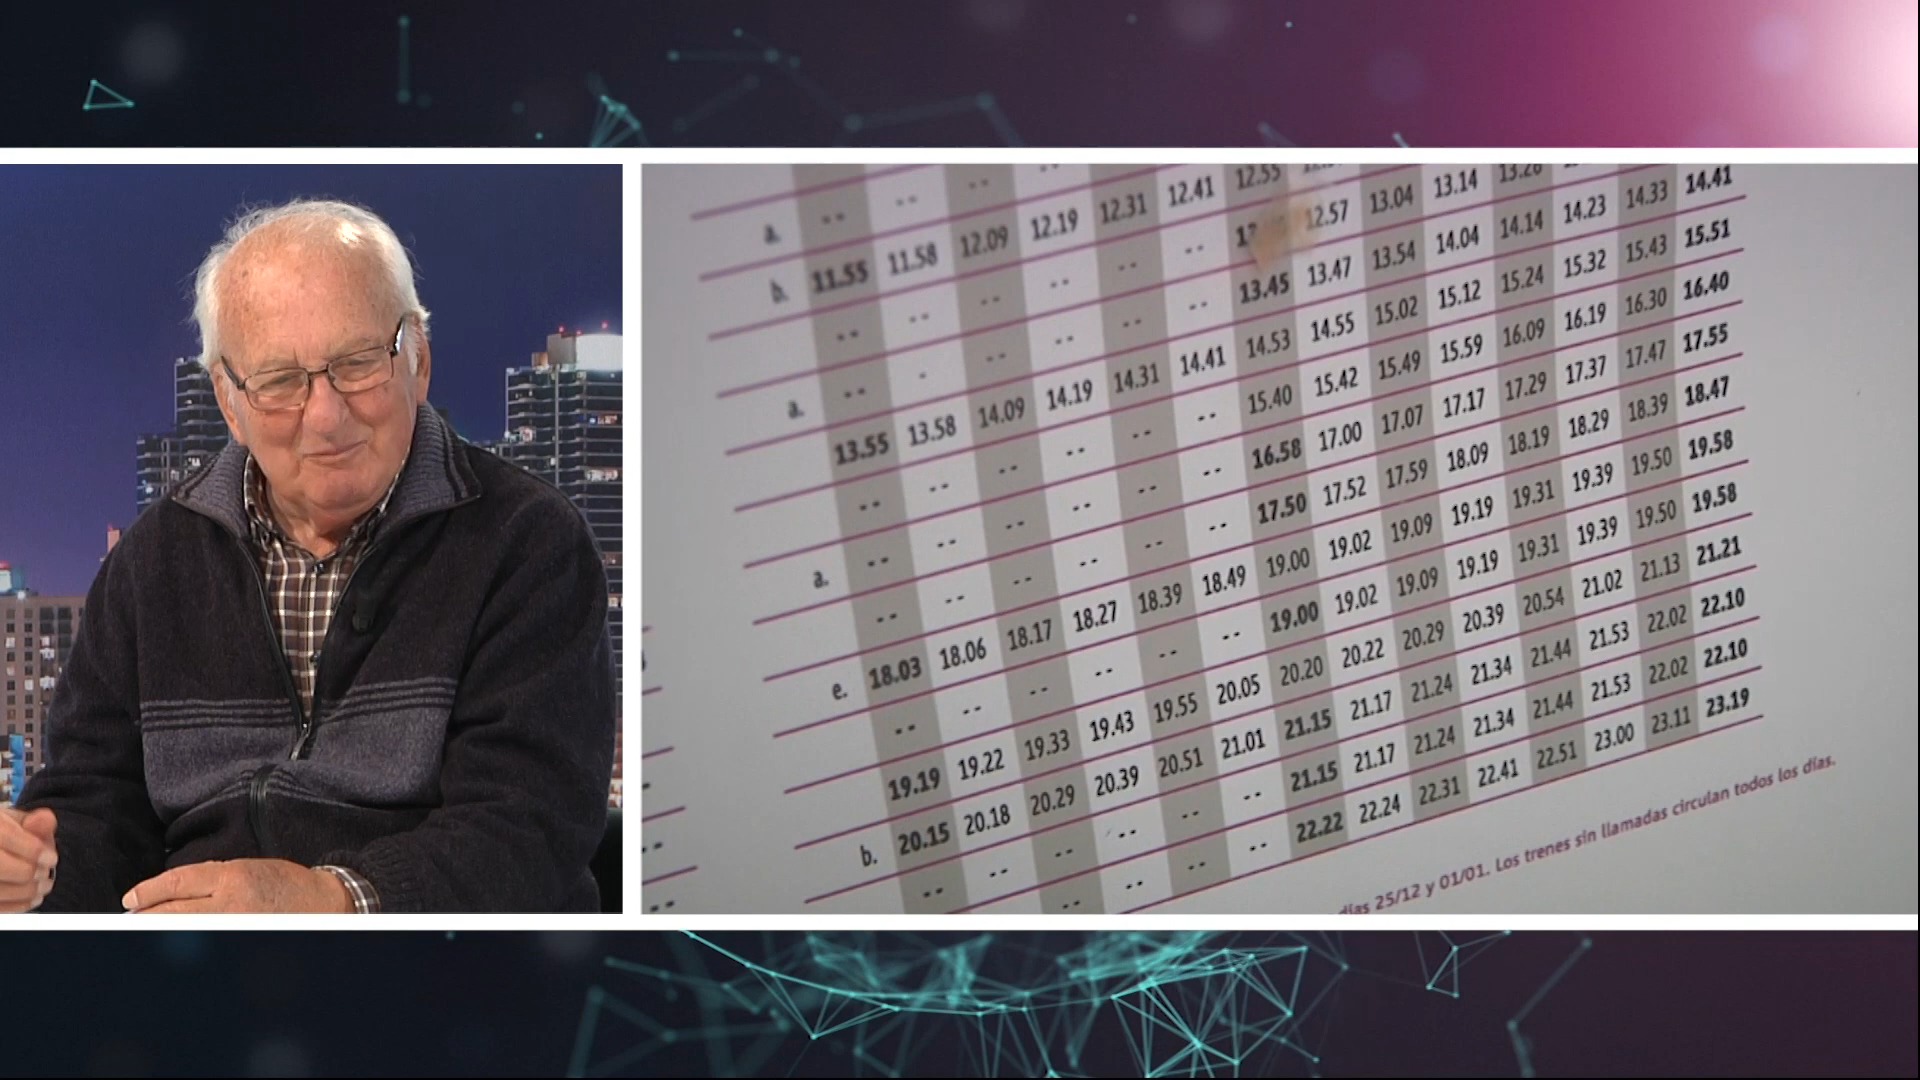 a. -- -- -- --
b. 11.55 11.58 12.09 12.19 12.31 12.41 12.55
-- -- -- -- -- -- 12.57 13.04 13.14
a. -- - -- -- -- -- 13.45 13.47 13.54 14.04 14.14 14.23 14.33 14.41
13.55 13.58 14.09 14.19 14.31 14.41 14.53 14.55 15.02 15.12 15.24 15.32 15.43 15.51
-- -- -- -- -- -- 15.40 15.42 15.49 15.59 16.09 16.19 16.30 16.40
a. -- -- -- -- -- -- 16.58 17.00 17.07 17.17 17.29 17.37 17.47 17.55
-- -- -- -- -- -- 17.50 17.52 17.59 18.09 18.19 18.29 18.39 18.47
e. 18.03 18.06 18.17 18.27 18.39 18.49 19.00 19.02 19.09 19.19 19.31 19.39 19.50 19.58
-- -- -- -- -- -- 19.00 19.02 19.09 19.19 19.31 19.39 19.50 19.58
19.19 19.22 19.33 19.43 19.55 20.05 20.20 20.22 20.29 20.39 20.54 21.02 21.13 21.21
b. 20.15 20.18 20.29 20.39 20.51 21.01 21.15 21.17 21.24 21.34 21.44 21.53 22.02 22.10
-- -- -- -- -- -- 21.15 21.17 21.24 21.34 21.44 21.53 22.02 22.10
-- -- -- -- 22.22 22.24 22.31 22.41 22.51 23.00 23.11 23.19
días 25/12 y 01/01. Los trenes sin llamadas circulan todos los días.